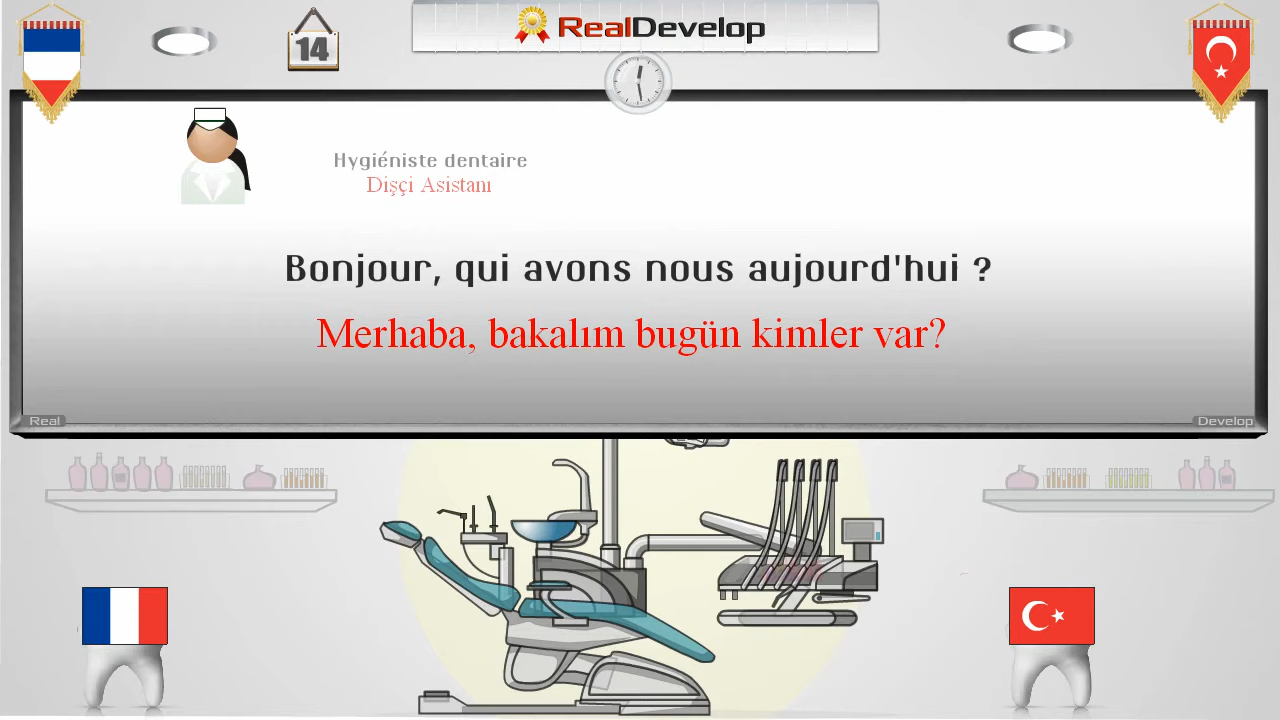 14
RealDevelop
Hygiéniste dentaire
Dişçi Asistanı
Bonjour, qui avons nous aujourd'hui ?
Merhaba, bakalım bugün kimler var?
Real
Develop